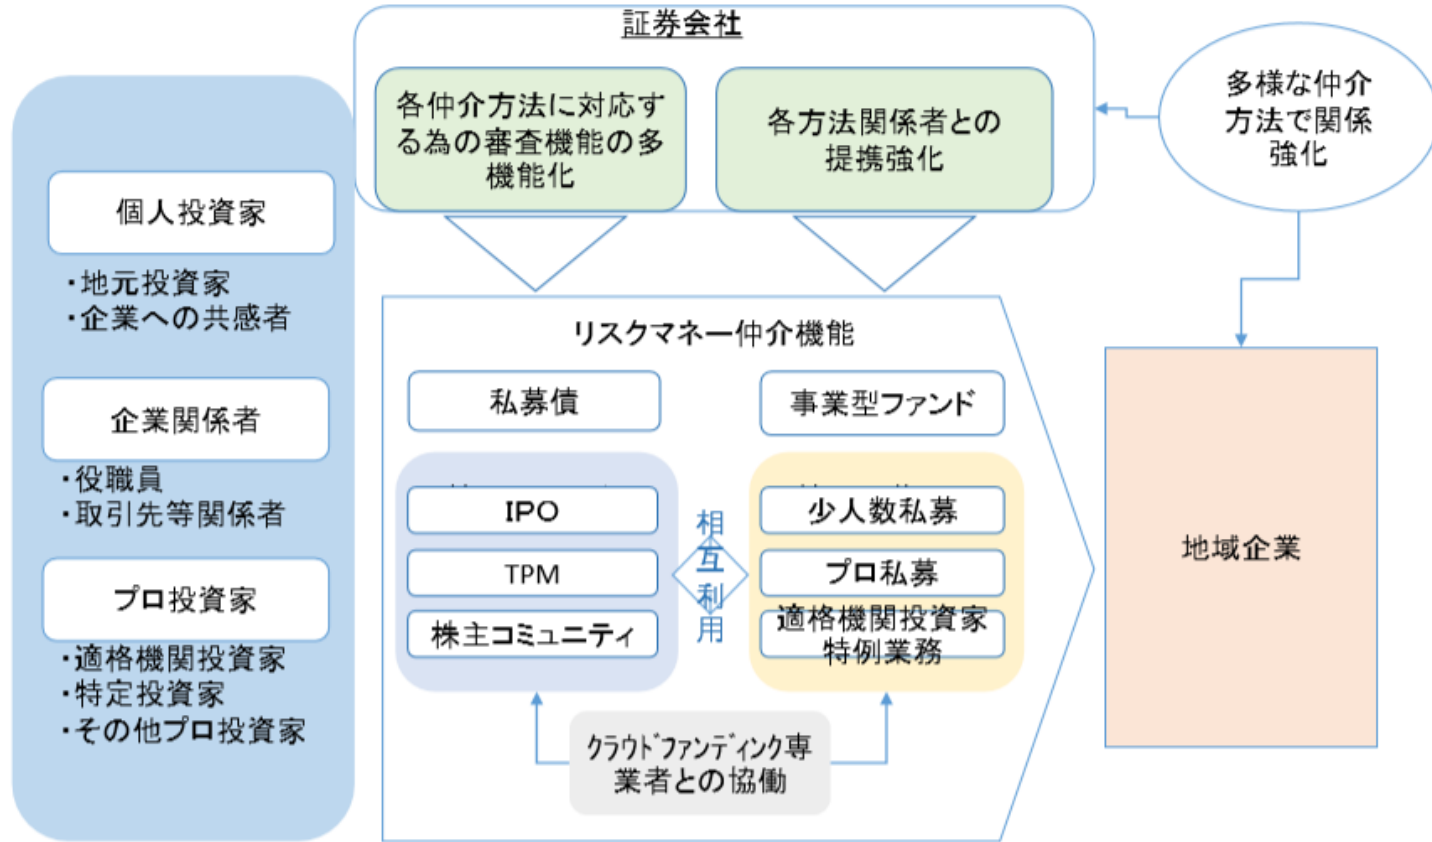 証券会社
各仲介方法に対応す
る為の審査機能の多
機能化
各方法関係者との
提携強化
多様な仲介
方法で関係
強化
個人投資家
・地元投資家
・企業への共感者
企業関係者
・役職員
・取引先等関係者
プロ投資家
・適格機関投資家
・特定投資家
・その他プロ投資家
リスクマネー仲介機能
私募債
事業型ファンド
IPO
TPM
株主コミュニティ
相互利用
少人数私募
プロ私募
適格機関投資家
特例業務
ｸﾗｳﾄﾞﾌｧﾝﾃﾞｨﾝｸ専
業者との協働
地域企業